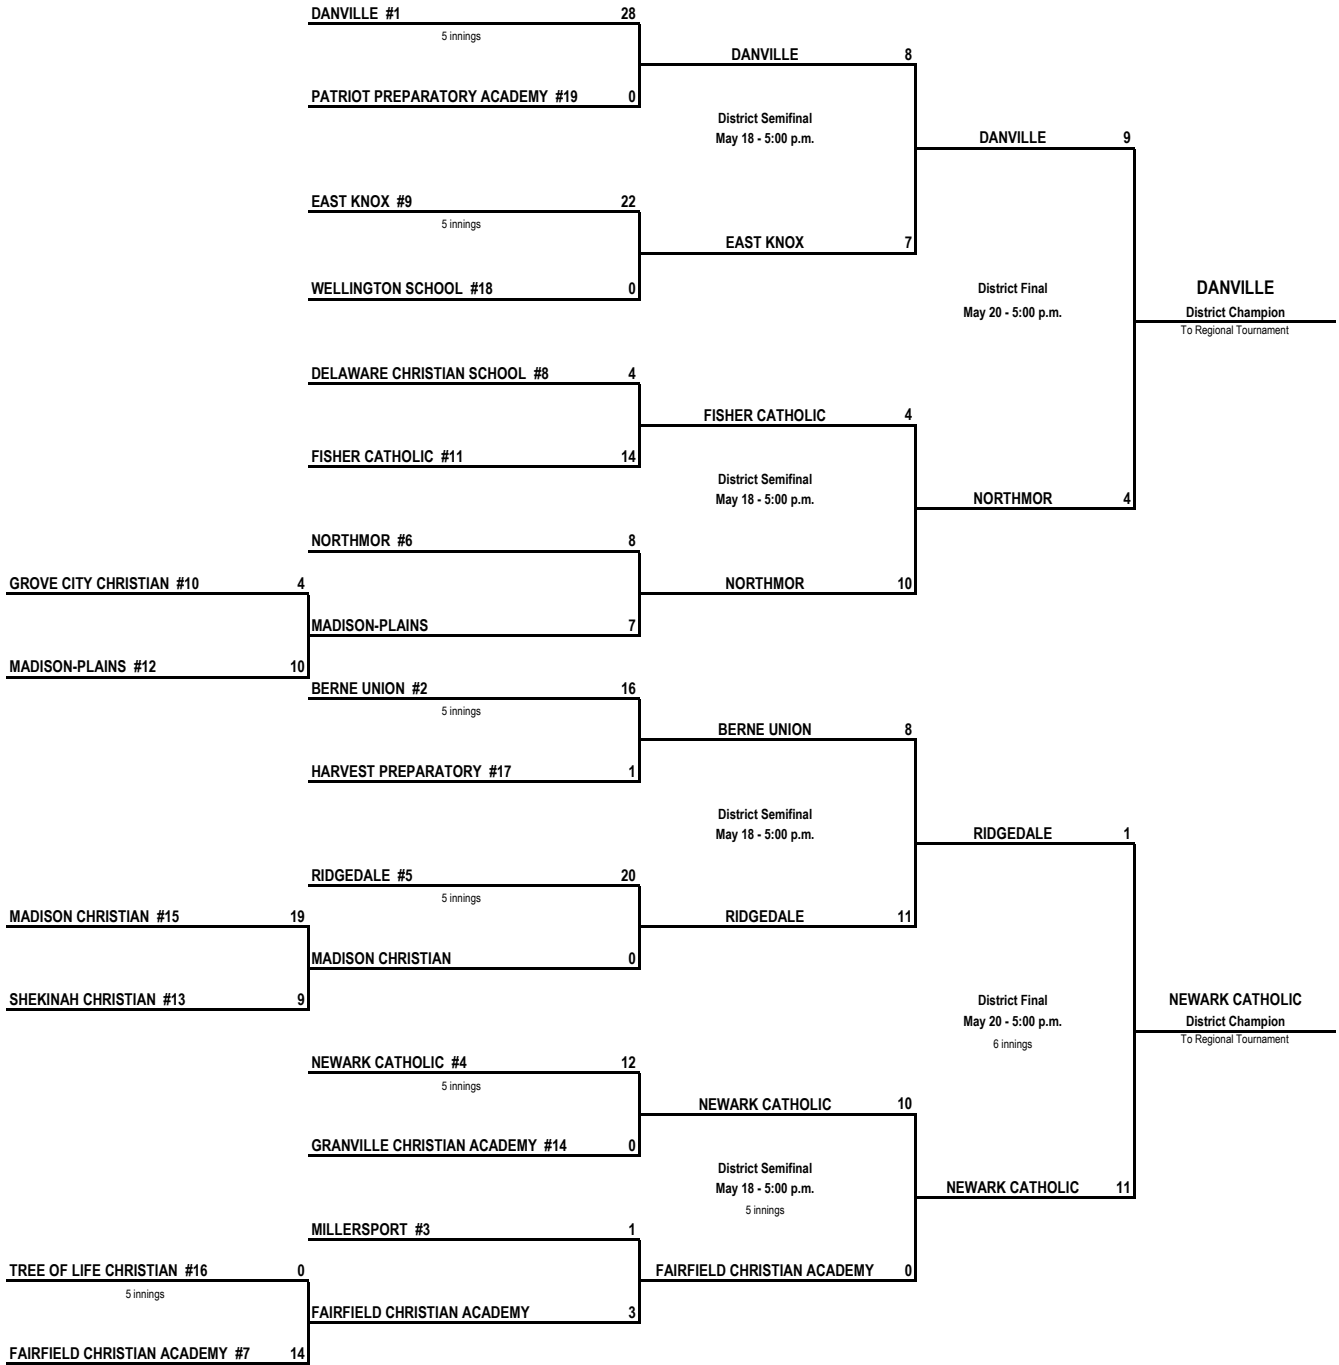 DANVILLE #1 28
5 innings
DANVILLE 8
PATRIOT PREPARATORY ACADEMY #19 0
District Semifinal
May 18 - 5:00 p.m.
DANVILLE 9
EAST KNOX #9 22
5 innings
EAST KNOX 7
WELLINGTON SCHOOL #18 0
District Final
May 20 - 5:00 p.m.
DANVILLE
District Champion
To Regional Tournament
DELAWARE CHRISTIAN SCHOOL #8 4
FISHER CATHOLIC 4
FISHER CATHOLIC #11 14
District Semifinal
May 18 - 5:00 p.m.
NORTHMOR 4
NORTHMOR #6 8
GROVE CITY CHRISTIAN #10 4
NORTHMOR 10
MADISON-PLAINS 7
MADISON-PLAINS #12 10
BERNE UNION #2 16
5 innings
BERNE UNION 8
HARVEST PREPARATORY #17 1
District Semifinal
May 18 - 5:00 p.m.
RIDGEDALE 1
RIDGEDALE #5 20
5 innings
MADISON CHRISTIAN #15 19
RIDGEDALE 11
MADISON CHRISTIAN 0
SHEKINAH CHRISTIAN #13 9
District Final
May 20 - 5:00 p.m.
6 innings
NEWARK CATHOLIC
District Champion
To Regional Tournament
NEWARK CATHOLIC #4 12
5 innings
NEWARK CATHOLIC 10
GRANVILLE CHRISTIAN ACADEMY #14 0
District Semifinal
May 18 - 5:00 p.m.
5 innings
NEWARK CATHOLIC 11
MILLERSPORT #3 1
TREE OF LIFE CHRISTIAN #16 0
5 innings
FAIRFIELD CHRISTIAN ACADEMY 0
FAIRFIELD CHRISTIAN ACADEMY 3
FAIRFIELD CHRISTIAN ACADEMY #7 14